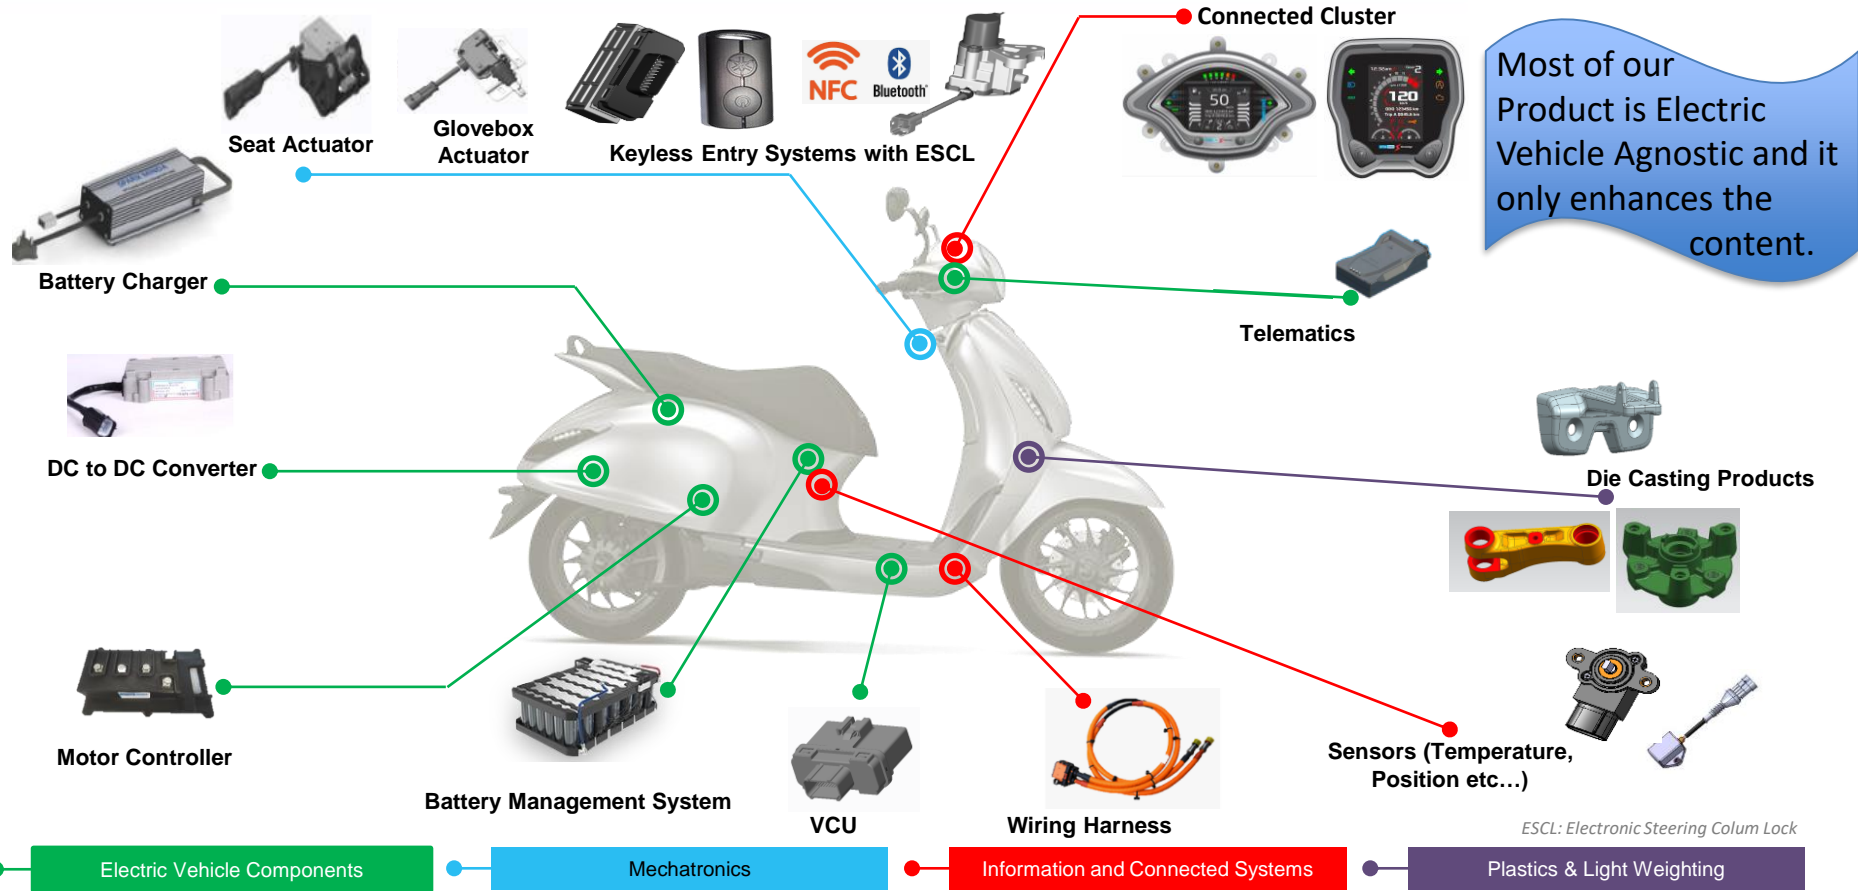 Connected Cluster
Most of our
Product is Electric
Vehicle Agnostic and it
only enhances the
content.
NFC
Bluetooth
Seat Actuator
Glovebox
Actuator
Keyless Entry Systems with ESCL
50
120
Battery Charger
Telematics
DC to DC Converter
Die Casting Products
Motor Controller
Battery Management System
VCU
Wiring Harness
Sensors (Temperature,
Position etc...)
ESCL: Electronic Steering Colum Lock
Electric Vehicle Components
Mechatronics
Information and Connected Systems
Plastics & Light Weighting